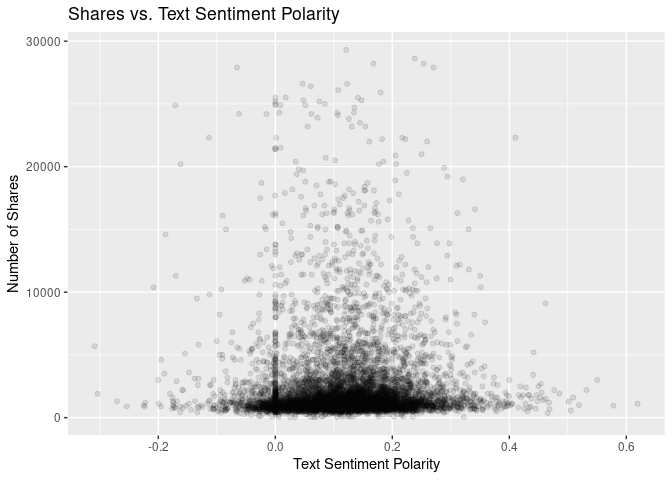 Shares vs. Text Sentiment Polarity
30000
20000
10000
0
Number of Shares
-0.2 0.0 0.2 0.4 0.6
Text Sentiment Polarity